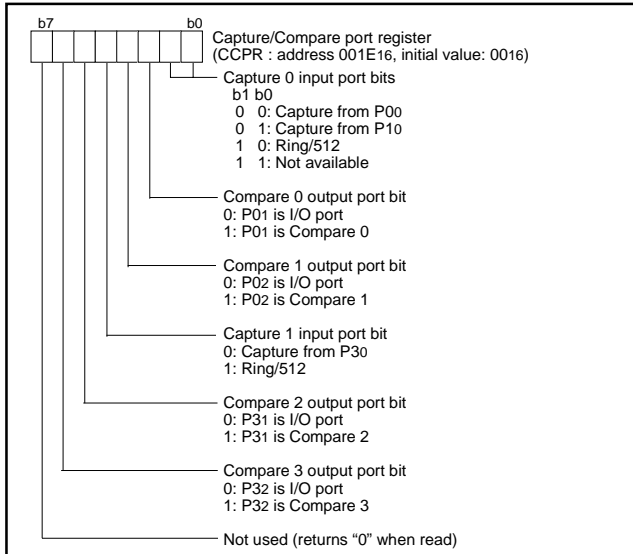 b7 b0
Capture/Compare port register
(CCPR : address 001E16, initial value: 0016)
Capture 0 input port bits
b1 b0
0 0: Capture from P00
0 1: Capture from P10
1 0: Ring/512
1 1: Not available
Compare 0 output port bit
0: P01 is I/O port
1: P01 is Compare 0
Compare 1 output port bit
0: P02 is I/O port
1: P02 is Compare 1
Capture 1 input port bit
0: Capture from P30
1: Ring/512
Compare 2 output port bit
0: P31 is I/O port
1: P31 is Compare 2
Compare 3 output port bit
0: P32 is I/O port
1: P32 is Compare 3
Not used (returns “0” when read)